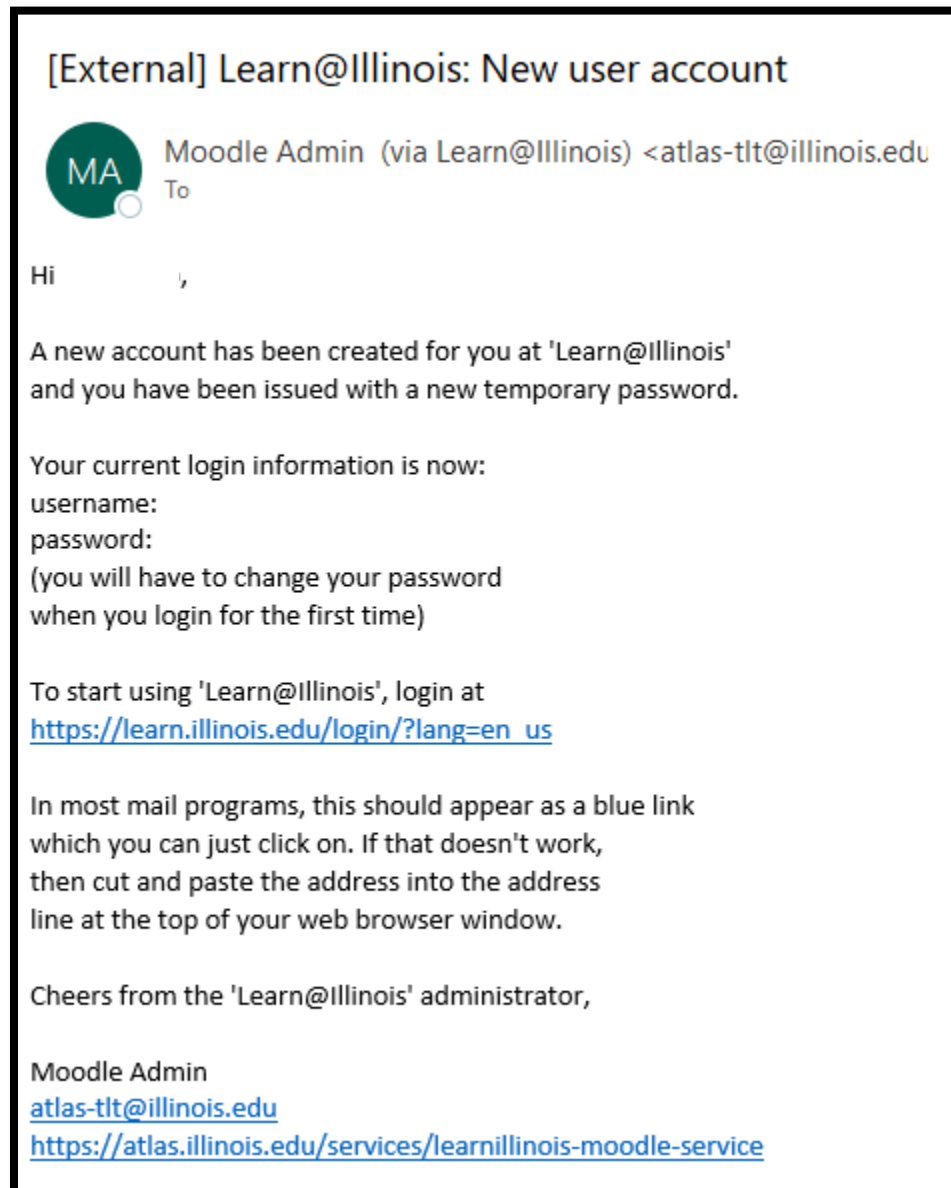 [External] Learn@Illinois: New user account
MA
Moodle Admin (via Learn@Illinois) <atlas-tlt@illinois.edu
To
Hi ,
A new account has been created for you at 'Learn@Illinois'
and you have been issued with a new temporary password.
Your current login information is now:
username:
password:
(you will have to change your password
when you login for the first time)
To start using 'Learn@Illinois', login at
https://learn.illinois.edu/login/?lang=en_us
In most mail programs, this should appear as a blue link
which you can just click on. If that doesn't work,
then cut and paste the address into the address
line at the top of your web browser window.
Cheers from the 'Learn@Illinois' administrator,
Moodle Admin
atlas-tlt@illinois.edu
https://atlas.illinois.edu/services/learnillinois-moodle-service